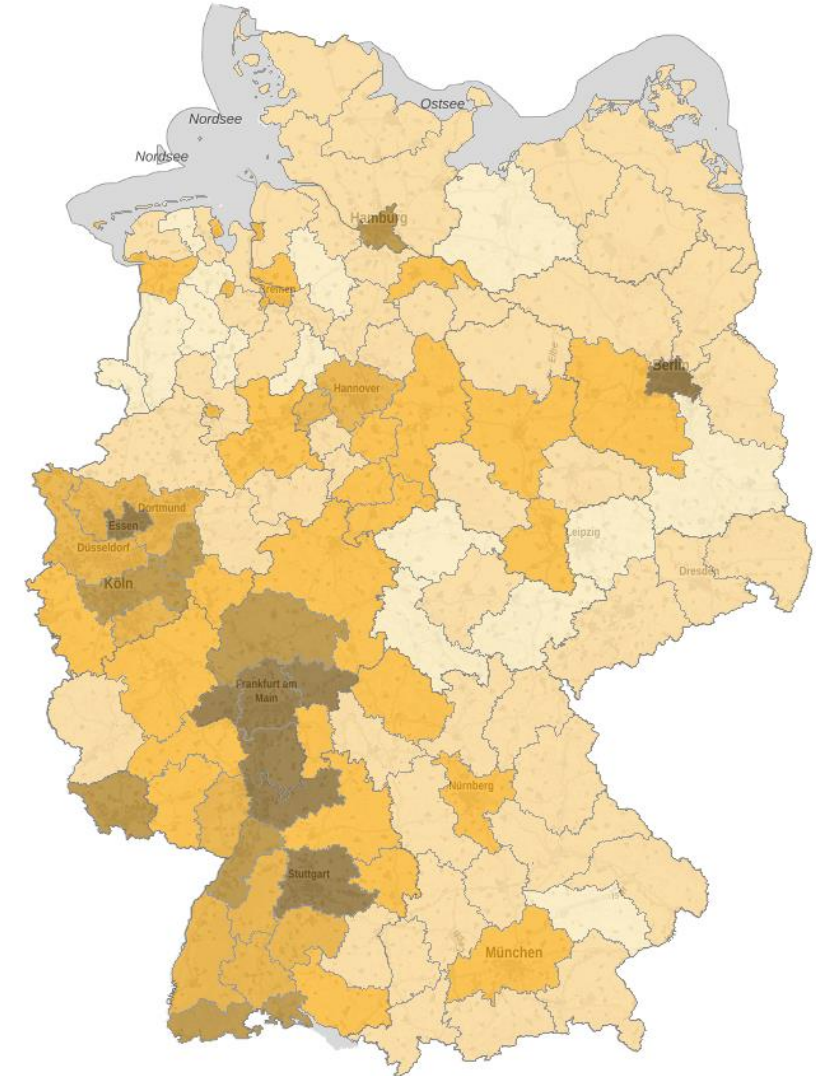 Ostsee
Nordsee
Nordsee
Hamburg
Bremen
Elbe
Berlin
Hannover
Dortmund
Essen
Düsseldorf
Leipzig
Köln
Dresden
Frankfurt am
Main
Nürnberg
Stuttgart
München